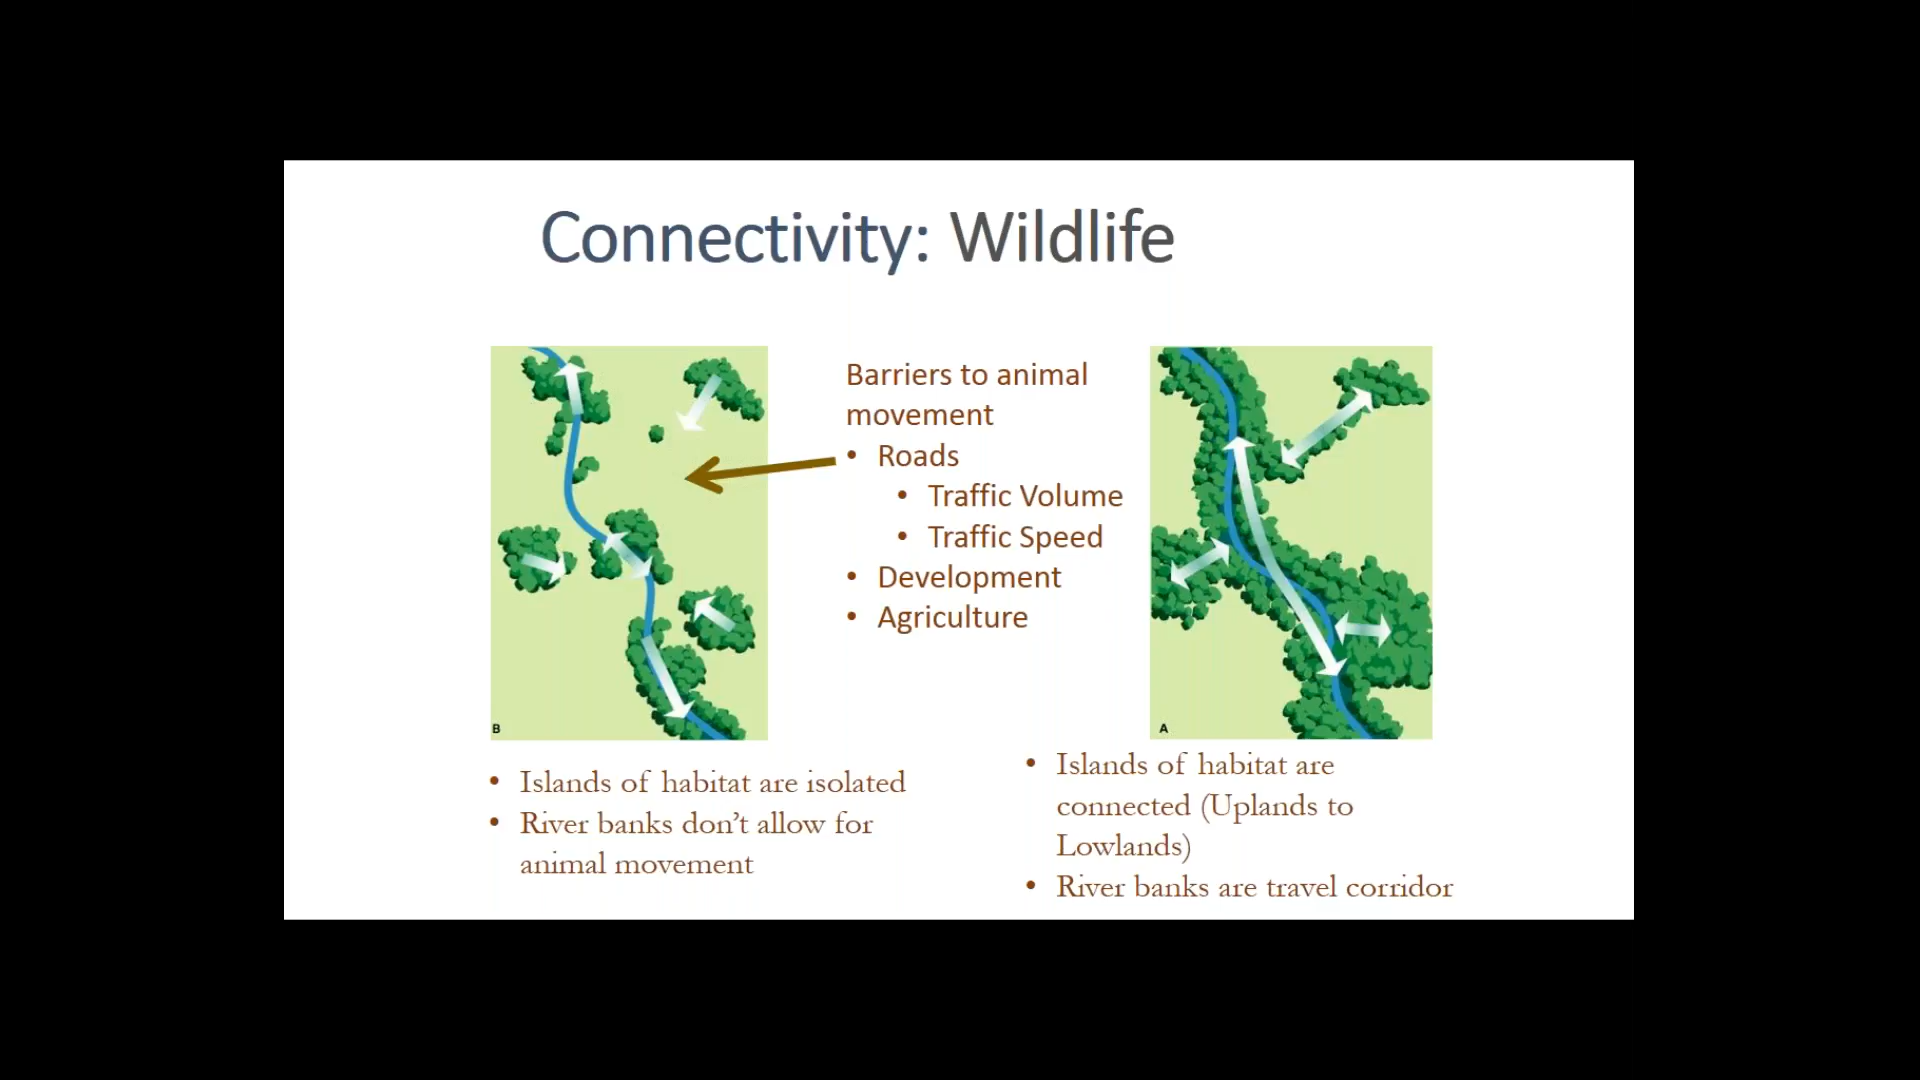 Connectivity: Wildlife
Barriers to animal
movement
• Roads
• Traffic Volume
• Traffic Speed
• Development
• Agriculture
B
• Islands of habitat are isolated
• River banks don’t allow for
animal movement
A
• Islands of habitat are
connected (Uplands to
Lowlands)
• River banks are travel corridor